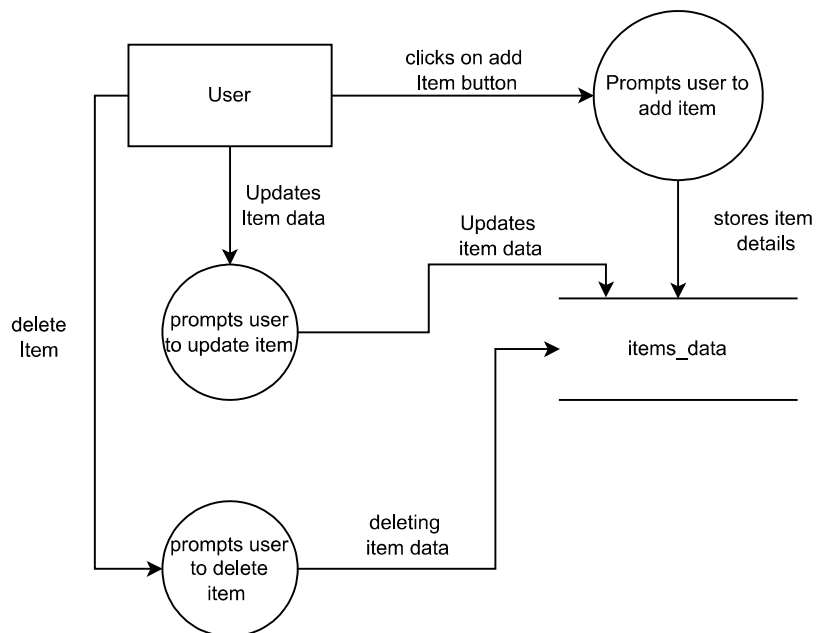 clicks on add
Item button
User
Prompts user to
add item
Updates
Item data
Updates
item data
stores item
details
delete
Item
prompts user
to update item
items_data
deleting
item data
prompts user
to delete
item